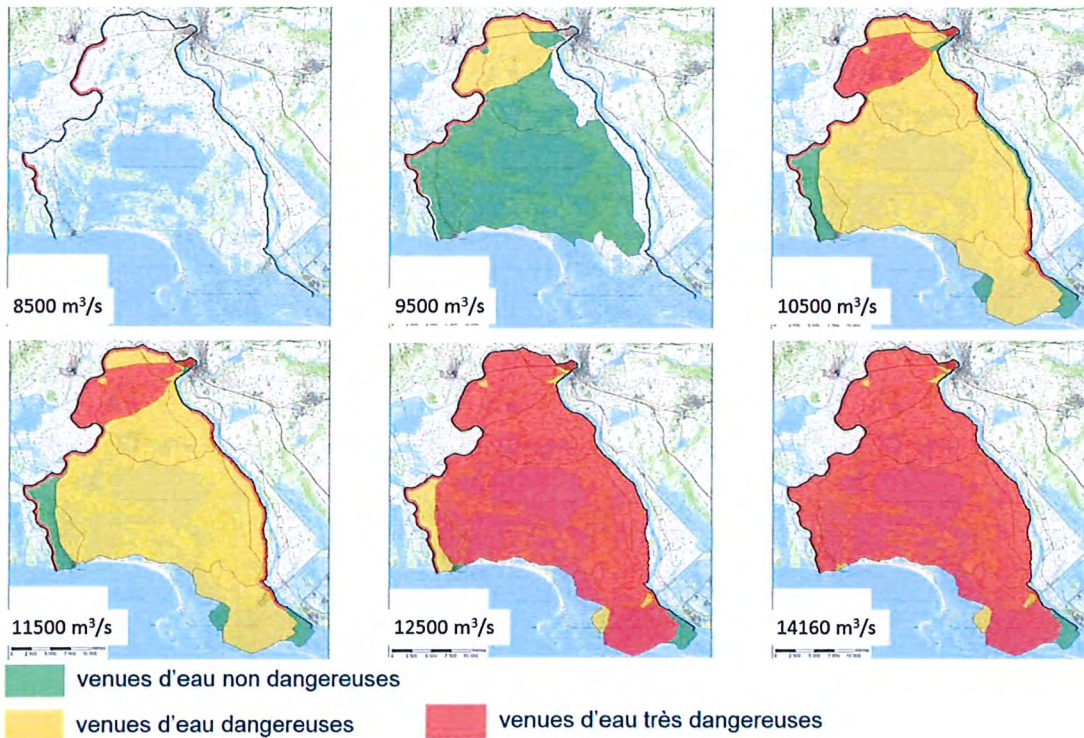 8500 m³/s
9500 m³/s
10500 m³/s
11500 m³/s
12500 m³/s
14160 m³/s
venues d'eau non dangereuses
venues d'eau dangereuses
venues d'eau très dangereuses